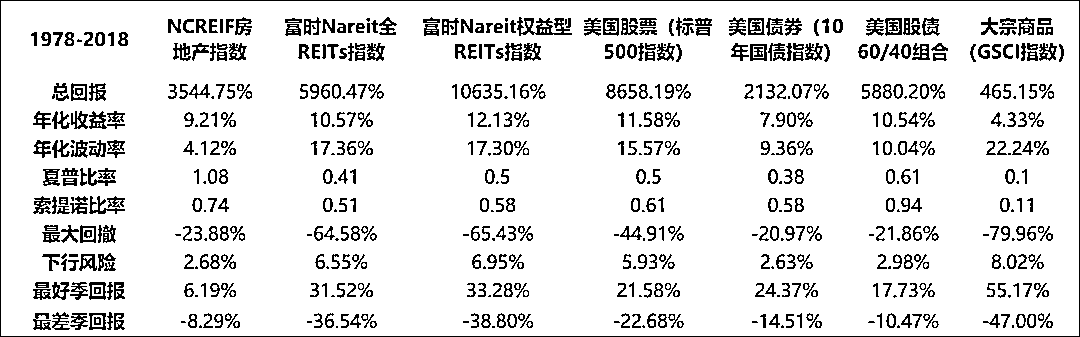 1978-2018 NCREIF房地产指数 富时Nareit全REITs指数 富时Nareit权益型REITs指数 美国股票（标普500指数） 美国债券（10年国债指数） 美国股债60/40组合 大宗商品(GSCI指数)
总回报 3544.75% 5960.47% 10635.16% 8658.19% 2132.07% 5880.20% 465.15%
年化收益率 9.21% 10.57% 12.13% 11.58% 7.90% 10.54% 4.33%
年化波动率 4.12% 17.36% 17.30% 15.57% 9.36% 10.04% 22.24%
夏普比率 1.08 0.41 0.5 0.5 0.38 0.61 0.1
索提诺比率 0.74 0.51 0.58 0.61 0.58 0.94 0.11
最大回撤 -23.88% -64.58% -65.43% -44.91% -20.97% -21.86% -79.96%
下行风险 2.68% 6.55% 6.95% 5.93% 2.63% 2.98% 8.02%
最好季回报 6.19% 31.52% 33.28% 21.58% 24.37% 17.73% 55.17%
最差季回报 -8.29% -36.54% -38.80% -22.68% -14.51% -10.47% -47.00%